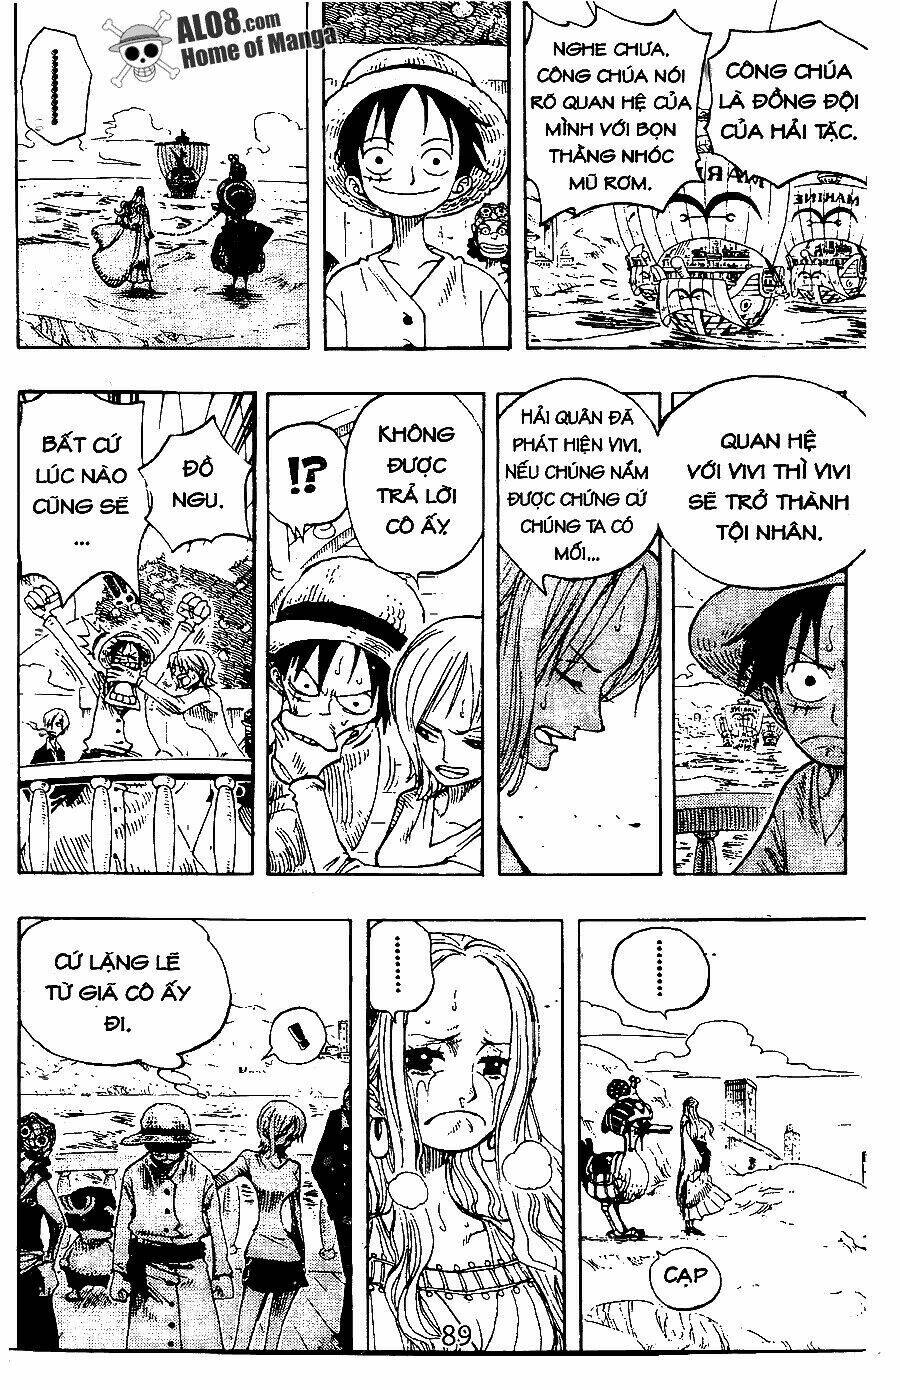 AL08.com
Home of Manga
CÔNG CHÚA
LÀ ĐỒNG ĐỘI
CỦA HẢI TẶC.
NGHE CHƯA,
CÔNG CHÚA NÓI
RÕ QUAN HỆ CỦA
MÌNH VỚI BỌN
THẰNG NHÓC
MŨ RƠM.
MARINE
..........
QUAN HỆ
VỚI VIVI THÌ VIVI
SẼ TRỞ THÀNH
TỘI NHÂN.
HẢI QUÂN ĐÃ
PHÁT HIỆN VIVI,
NẾU CHÚNG NẮM
ĐƯỢC CHỨNG CỨ
CHÚNG TA CÓ
MỐI...
KHÔNG
ĐƯỢC
TRẢ LỜI
CÔ ẤY.
!?
ĐỒ
NGU.
BẤT CỨ
LÚC NÀO
CŨNG SẼ
...
..........
CẠP
..........
!
CỨ LẶNG LẼ
TỪ GIÃ CÔ ẤY
ĐI.
89